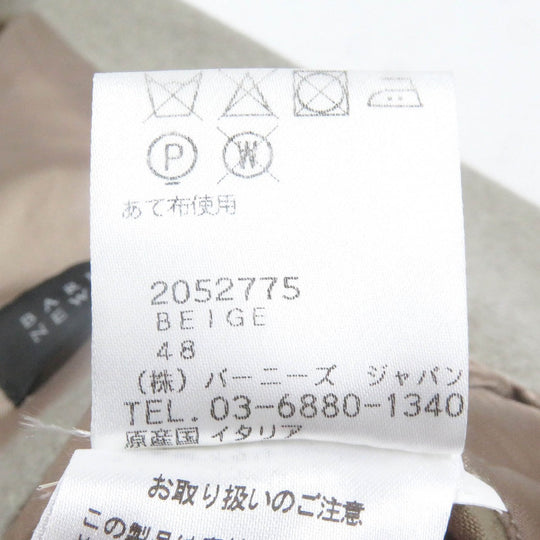 P W
あて布使用
2052775
BEIGE
48
(株) バーニーズ ジャパン
TEL. 03-6880-1340
原産国 イタリア
お取り扱いのご注意
この製品は